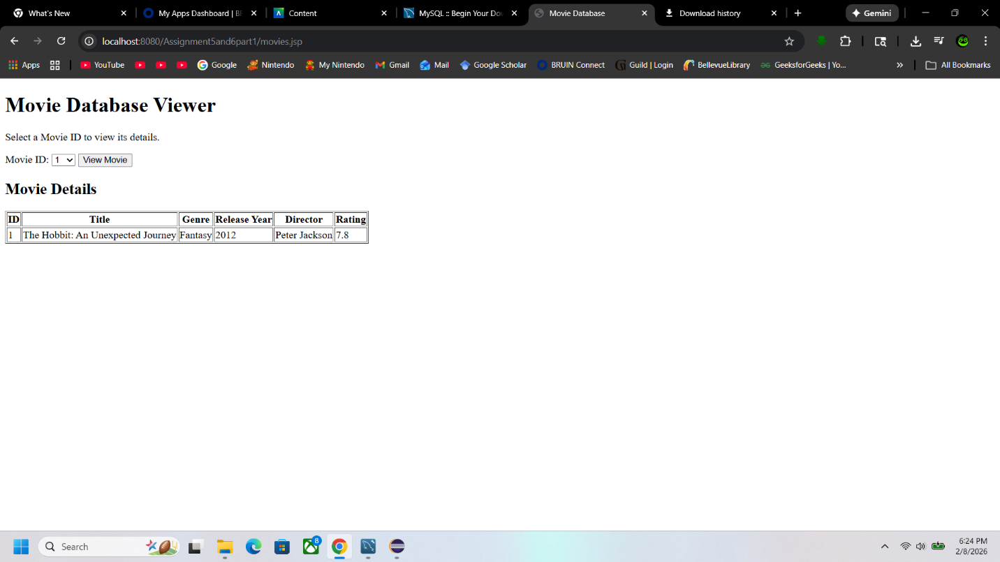 What's New
My Apps Dashboard | BR
Content
MySQL :: Begin Your Dow
Movie Database
Download history
Gemini
localhost:8080/Assignment5and6part1/movies.jsp
Apps
YouTube
Google
Nintendo
My Nintendo
Gmail
Mail
Google Scholar
BRUIN Connect
Guild | Login
BellevueLibrary
GeeksforGeeks | Yo...
All Bookmarks
Movie Database Viewer
Select a Movie ID to view its details.
Movie ID: 1 View Movie
Movie Details
ID Title Genre Release Year Director Rating
1 The Hobbit: An Unexpected Journey Fantasy 2012 Peter Jackson 7.8
Search
8
6:24 PM
2/8/2026